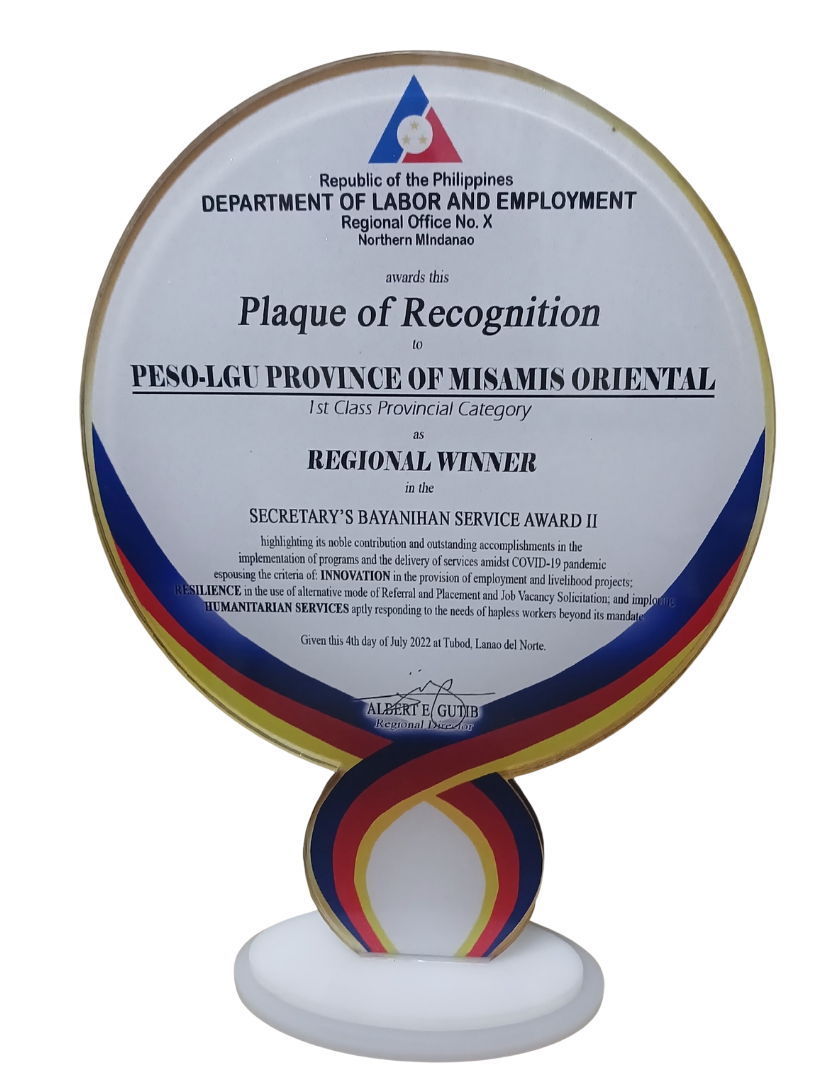 Republic of the Philippines
DEPARTMENT OF LABOR AND EMPLOYMENT
Regional Office No. X
Northern MIndanao
awards this
Plaque of Recognition
to
PESO-LGU PROVINCE OF MISAMIS ORIENTAL
1st Class Provincial Category
as
REGIONAL WINNER
in the
SECRETARY'S BAYANIHAN SERVICE AWARD II
highlighting its noble contribution and outstanding accomplishments in the
implementation of programs and the delivery of services amidst COVID-19 pandemic
espousing the criteria of: INNOVATION in the provision of employment and livelihood projects;
RESILIENCE in the use of alternative mode of Referral and Placement and Job Vacancy Solicitation; and imploring
HUMANITARIAN SERVICES aptly responding to the needs of hapless workers beyond its mandate.
Given this 4th day of July 2022 at Tubod, Lanao del Norte.
ALBERT E. GUTIB
Regional Director